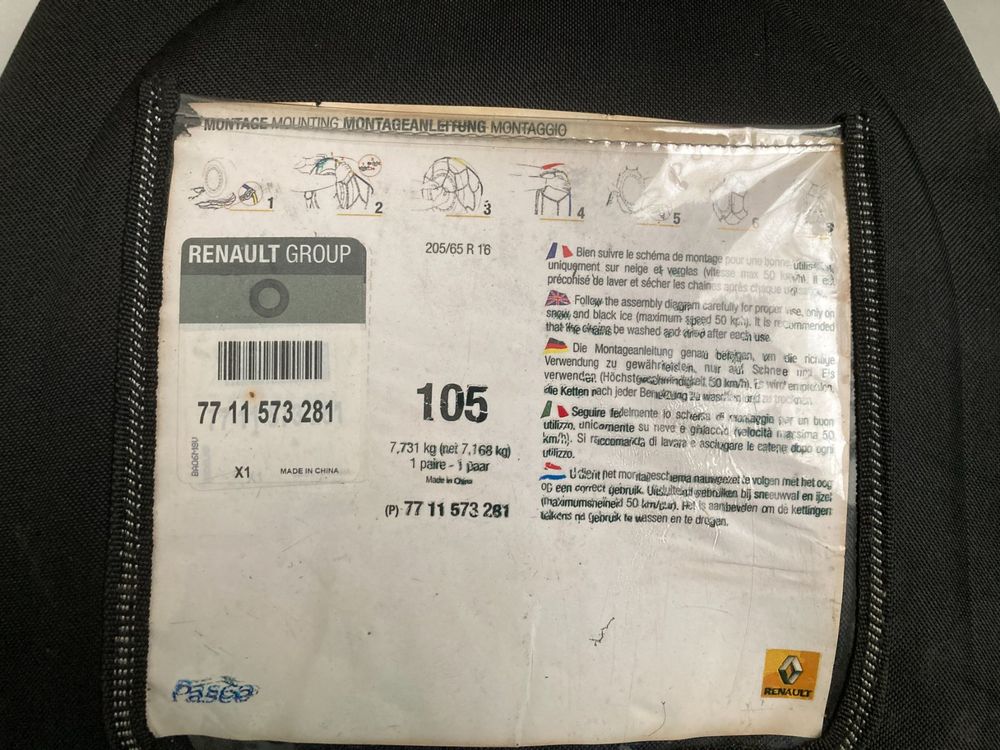 MONTAGE MOUNTING MONTAGEANLEITUNG MONTAGGIO
1 2 3 4 5 6
RENAULT GROUP
77 11 573 281
BAD6M8U
X1 MADE IN CHINA
205/65 R 16
105
7,731 kg (net 7,168 kg)
1 paire - 1 paar
Made in China
(P) 77 11 573 281
Bien suivre le schéma de montage pour une bonne
uniquement sur neige et verglas (vitesse max 50 km/h). Il est
préconisé de laver et sécher les chaines après chaque
Follow the assembly diagram carefully for proper use, only on
snow and black ice (maximum speed 50 kph). It is recommended
that the chains be washed and dried after each use.
Die Montageanleitung genau befolgen, um die richtige
Verwendung zu gewährleisten, nur auf Schnee und Eis
verwenden (Höchstgeschwindigkeit 50 km/h). Es wird empfohlen,
die Ketten nach jeder Benutzung zu waschen und zu trocknen.
Seguire fedelmente lo schema di montaggio per un buon
utilizzo, unicamente su neve e ghiaccio (velocità massima 50
km/h). Si raccomanda di lavare e asciugare le catene dopo ogni
utilizzo.
U dient het montageschema nauwgezet te volgen met het oog
op een correct gebruik. Uitsluitend gebruiken bij sneeuwval en ijzel
(maximumsnelheid 50 km/uur). Het is aanbevolen om de kettingen
telkens na gebruik te wassen en te drogen.
Pasco
RENAULT